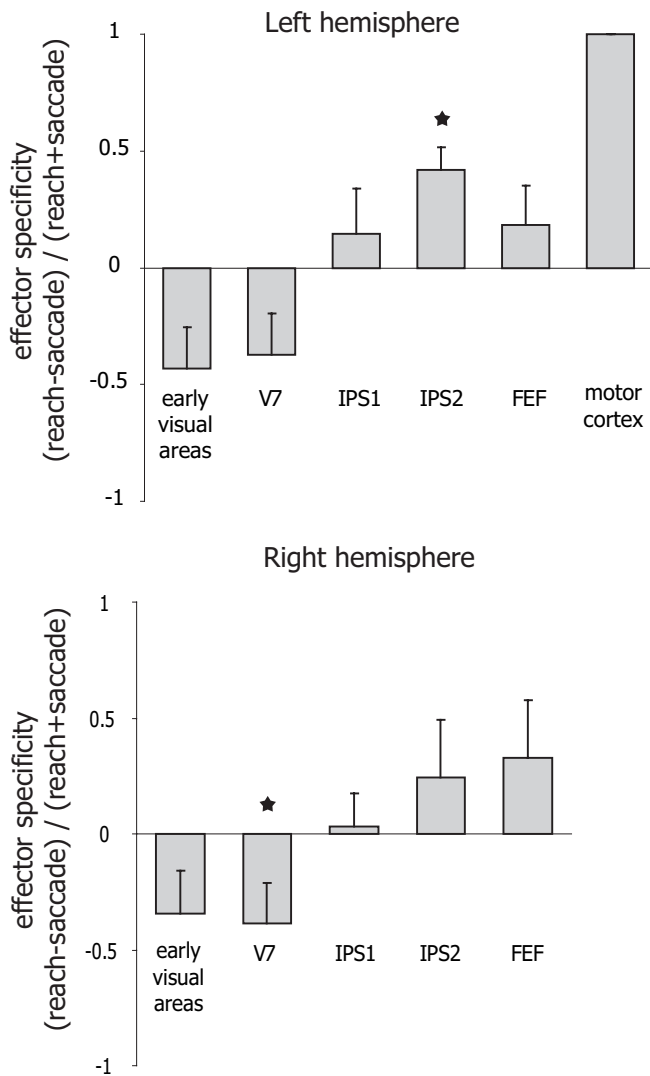 Left hemisphere
effector specificity
(reach-saccade) / (reach+saccade)
1
0.5
0
-0.5
-1
early
visual
areas
V7
IPS1
IPS2
FEF
motor
cortex
Right hemisphere
effector specificity
(reach-saccade) / (reach+saccade)
1
0.5
0
-0.5
-1
early
visual
areas
V7
IPS1
IPS2
FEF